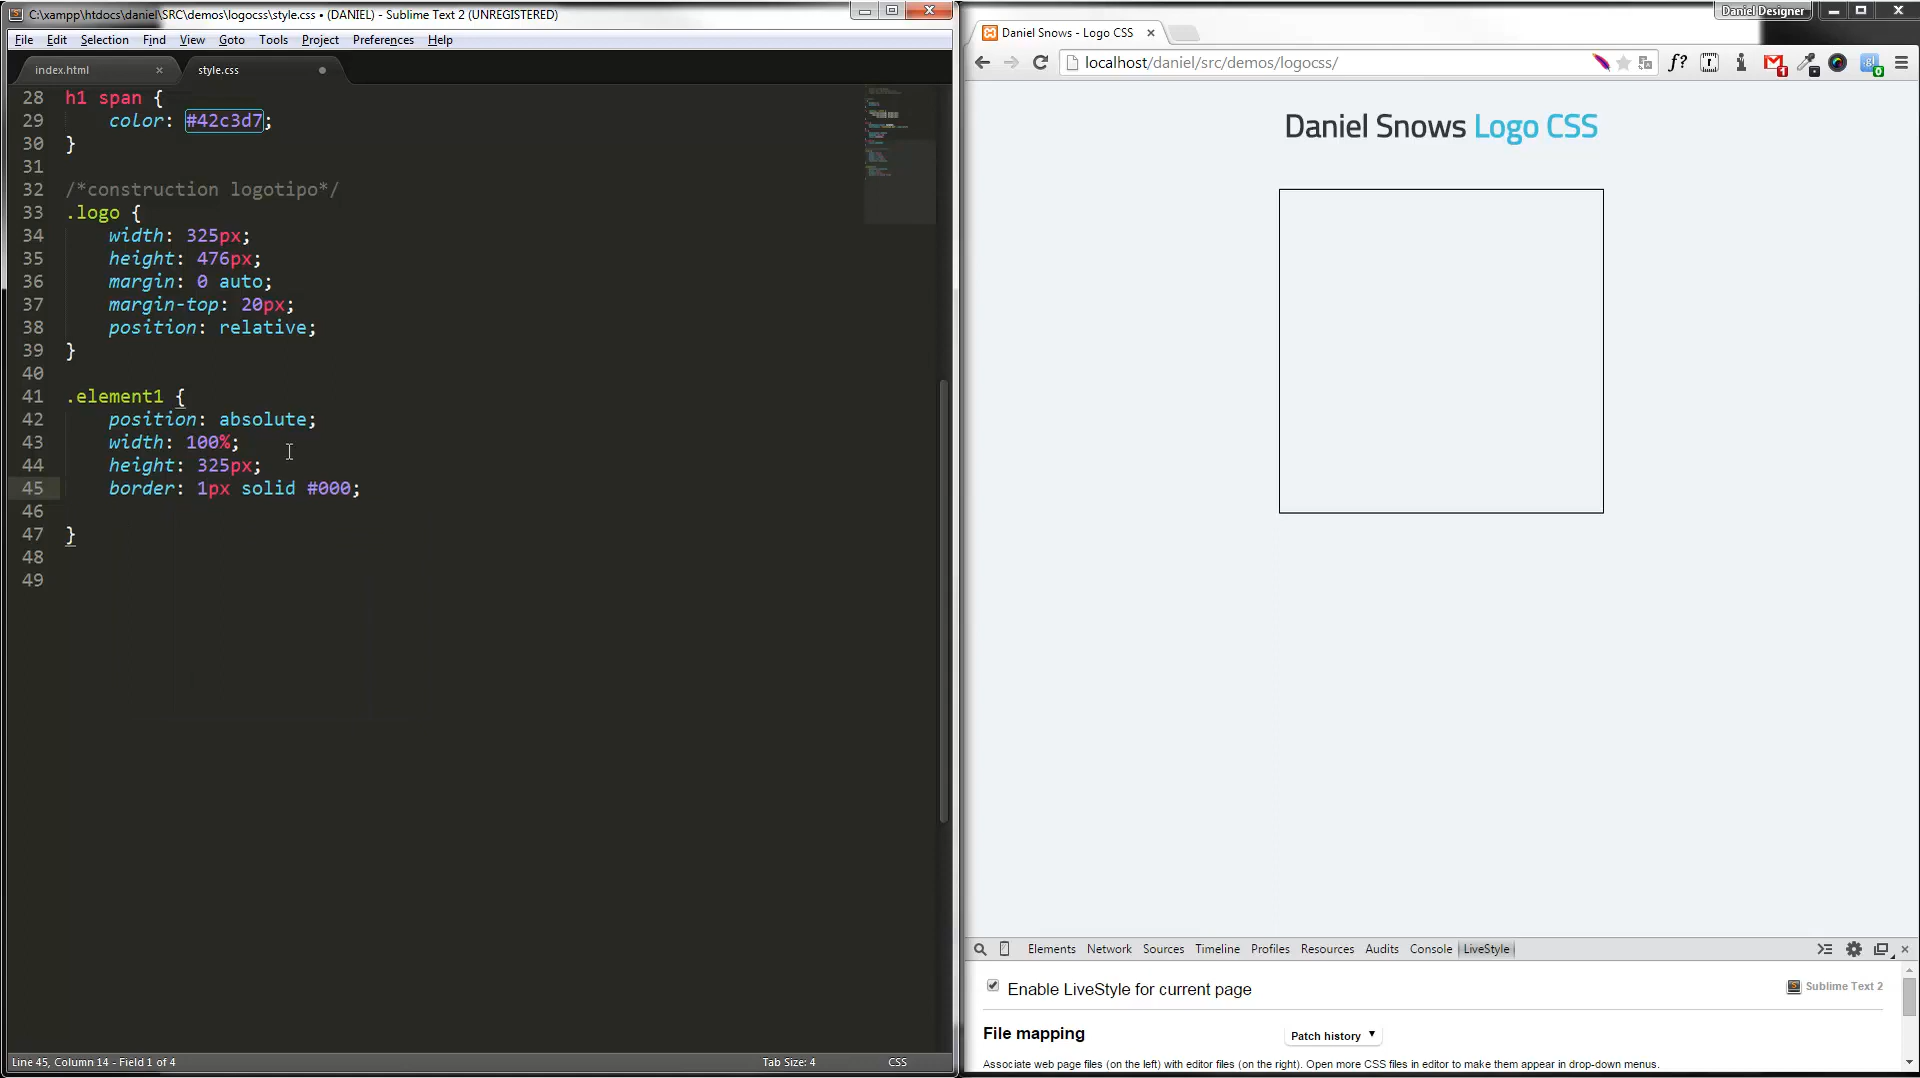 C:\xampp\htdocs\daniel\SRC\demos\logocss\style.css • (DANIEL) - Sublime Text 2 (UNREGISTERED)
File Edit Selection Find View Goto Tools Project Preferences Help
index.html × style.css
28 h1 span {
29 color: #42c3d7;
30 }
31
32 /*construction logotipo*/
33 .logo {
34 width: 325px;
35 height: 476px;
36 margin: 0 auto;
37 margin-top: 20px;
38 position: relative;
39 }
40
41 .element1 {
42 position: absolute;
43 width: 100%;
44 height: 325px;
45 border: 1px solid #000;
46
47 }
48
49
Line 45, Column 14 - Field 1 of 4 Tab Size: 4 CSS
Daniel Designer
Daniel Snows - Logo CSS ×
localhost/daniel/src/demos/logocss/
f?
1
0
Daniel Snows Logo CSS
Elements Network Sources Timeline Profiles Resources Audits Console LiveStyle
Enable LiveStyle for current page Sublime Text 2
File mapping Patch history
Associate web page files (on the left) with editor files (on the right). Open more CSS files in editor to make them appear in drop-down menus.